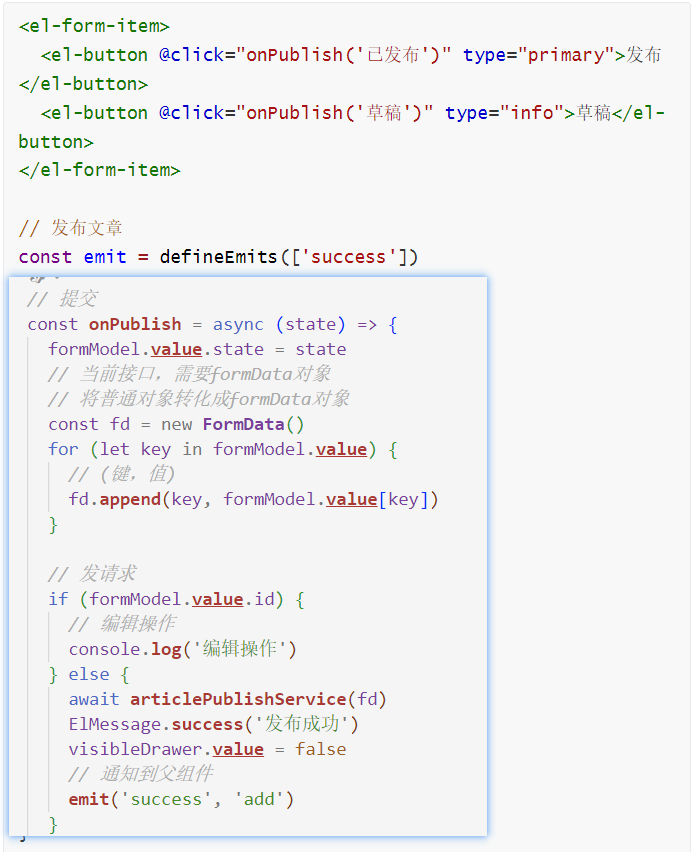 <el-form-item>
  <el-button @click="onPublish('已发布')" type="primary">发布
</el-button>
  <el-button @click="onPublish('草稿')" type="info">草稿</el-
button>
</el-form-item>

// 发布文章
const emit = defineEmits(['success'])
// 提交
const onPublish = async (state) => {
  formModel.value.state = state
  // 当前接口，需要formData对象
  // 将普通对象转化成formData对象
  const fd = new FormData()
  for (let key in formModel.value) {
    // (键，值)
    fd.append(key, formModel.value[key])
  }

  // 发请求
  if (formModel.value.id) {
    // 编辑操作
    console.log('编辑操作')
  } else {
    await articlePublishService(fd)
    ElMessage.success('发布成功')
    visibleDrawer.value = false
    // 通知到父组件
    emit('success', 'add')
  }